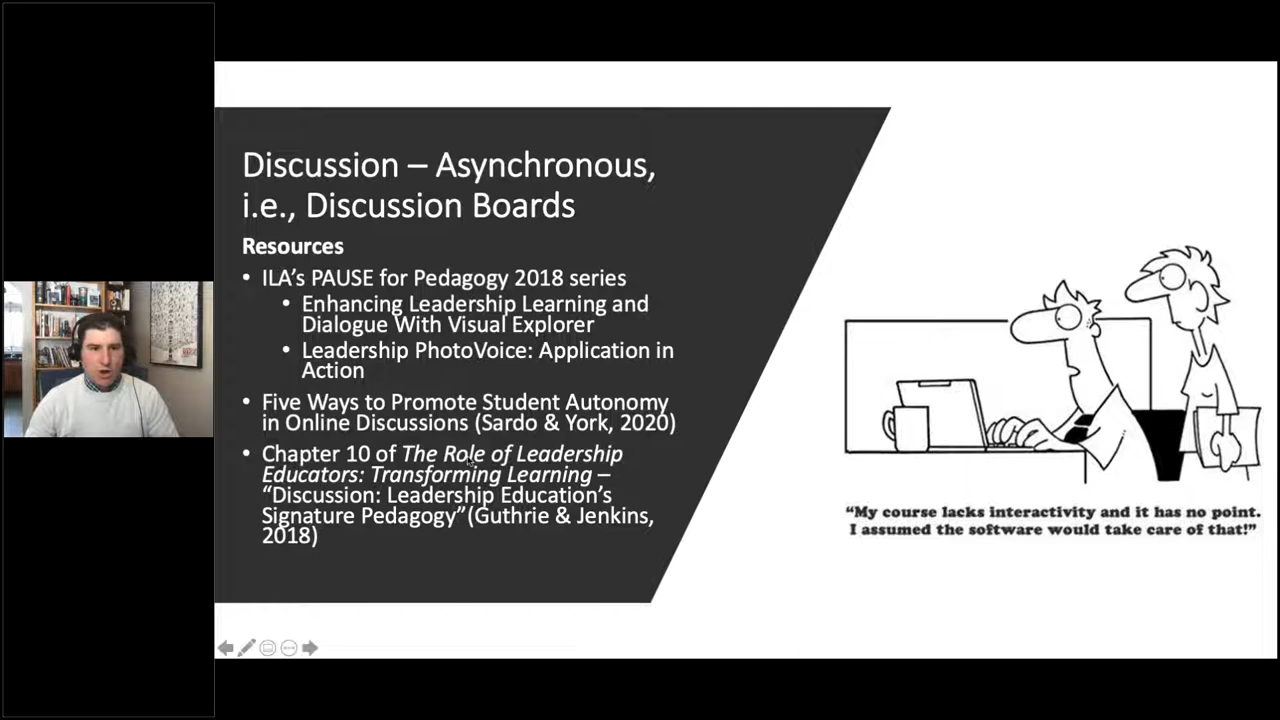 Discussion – Asynchronous,
i.e., Discussion Boards
Resources
• ILA’s PAUSE for Pedagogy 2018 series
• Enhancing Leadership Learning and
Dialogue With Visual Explorer
• Leadership PhotoVoice: Application in
Action
• Five Ways to Promote Student Autonomy
in Online Discussions (Sardo & York, 2020)
• Chapter 10 of The Role of Leadership
Educators: Transforming Learning –
“Discussion: Leadership Education’s
Signature Pedagogy”(Guthrie & Jenkins,
2018)
“My course lacks interactivity and it has no point.
I assumed the software would take care of that!”